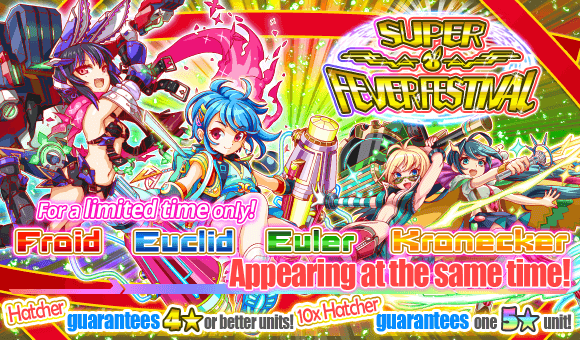 SUPER
FEVERFESTIVAL
For a limited time only!
Froid Euclid Euler Kronecker
Appearing at the same time!
Hatcher guarantees 4★ or better units! 10x Hatcher guarantees one 5★ unit!